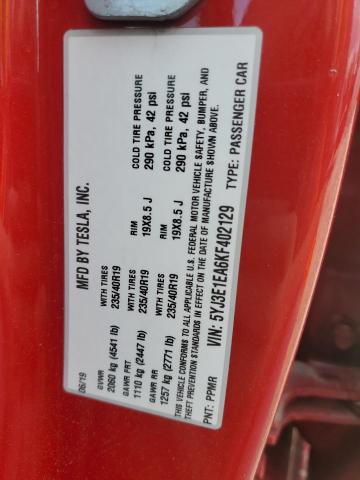 MFD BY TESLA, INC.
06/19
GVWR
2060 kg (4541 lb)
GAWR FRT WITH TIRES RIM COLD TIRE PRESSURE
1110 kg (2447 lb) 235/40R19 19X8.5 J 290 kPa, 42 psi
GAWR RR WITH TIRES RIM COLD TIRE PRESSURE
1257 kg (2771 lb) 235/40R19 19X8.5 J 290 kPa, 42 psi
THIS VEHICLE CONFORMS TO ALL APPLICABLE U.S. FEDERAL MOTOR VEHICLE SAFETY, BUMPER, AND
THEFT PREVENTION STANDARDS IN EFFECT ON THE DATE OF MANUFACTURE SHOWN ABOVE.
VIN: 5YJ3E1EA6KF402129 TYPE: PASSENGER CAR
PNT: PPMR